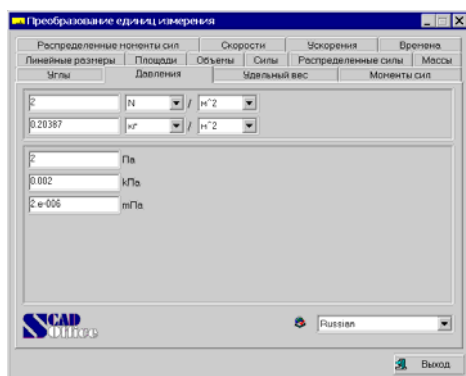 Преобразование единиц измерения
Распределенные моменты сил Скорости Ускорения Времена
Линейные размеры Площади Объемы Силы Распределенные силы Массы
Углы Давления Удельный вес Моменты сил
2 N / м^2
0.20387 кг / м^2
2 Па
0.002 кПа
2.e-006 мПа
SCAD Office
Russian
Выход